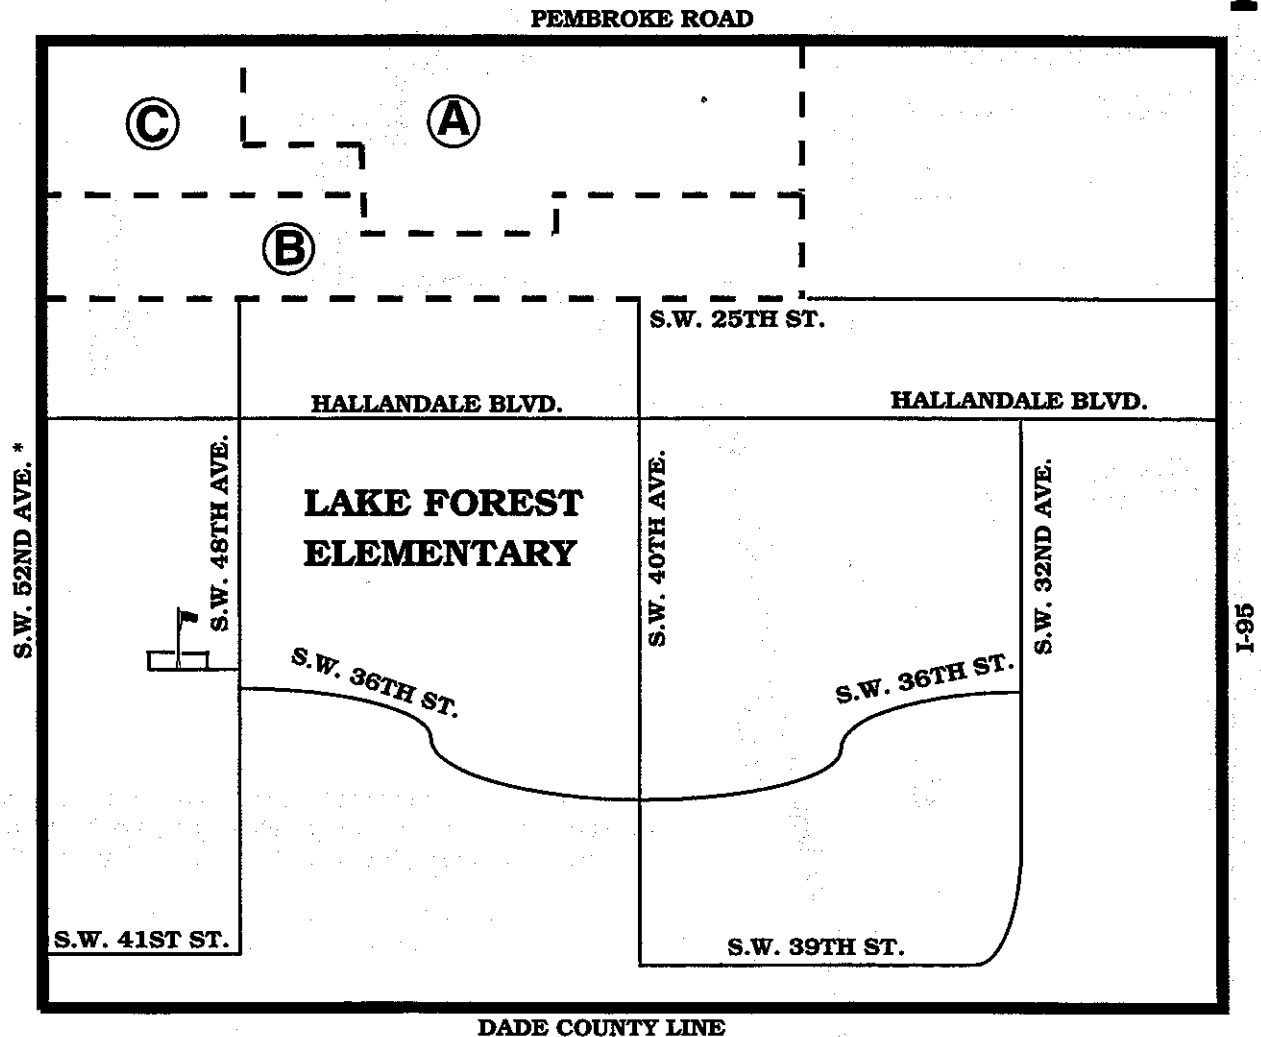 PEMBROKE ROAD
C
A
B
S.W. 25TH ST.
HALLANDALE BLVD.
HALLANDALE BLVD.
S.W. 52ND AVE. *
S.W. 48TH AVE.
LAKE FOREST
ELEMENTARY
S.W. 40TH AVE.
S.W. 32ND AVE.
I-95
S.W. 36TH ST.
S.W. 36TH ST.
S.W. 41ST ST.
S.W. 39TH ST.
DADE COUNTY LINE